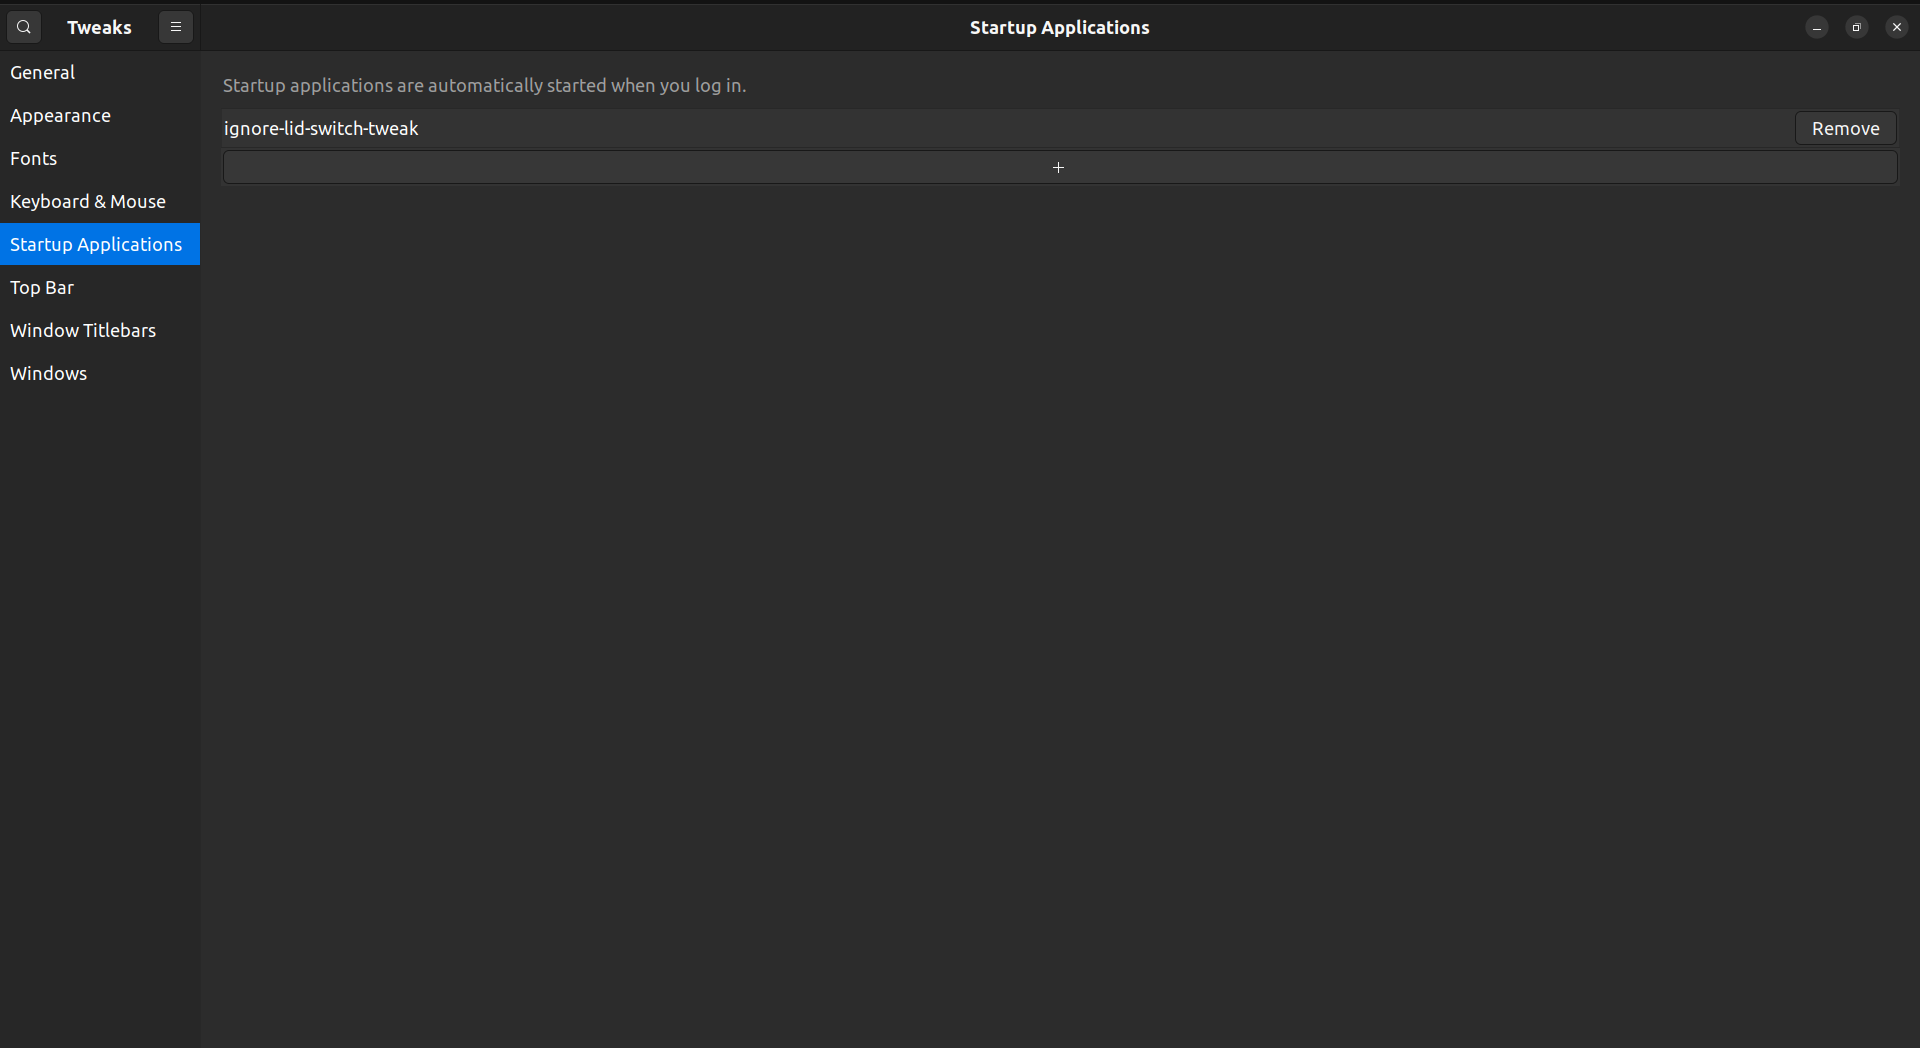 Tweaks
Startup Applications
General
Appearance
Fonts
Keyboard & Mouse
Startup Applications
Top Bar
Window Titlebars
Windows
Startup applications are automatically started when you log in.
ignore-lid-switch-tweak
Remove